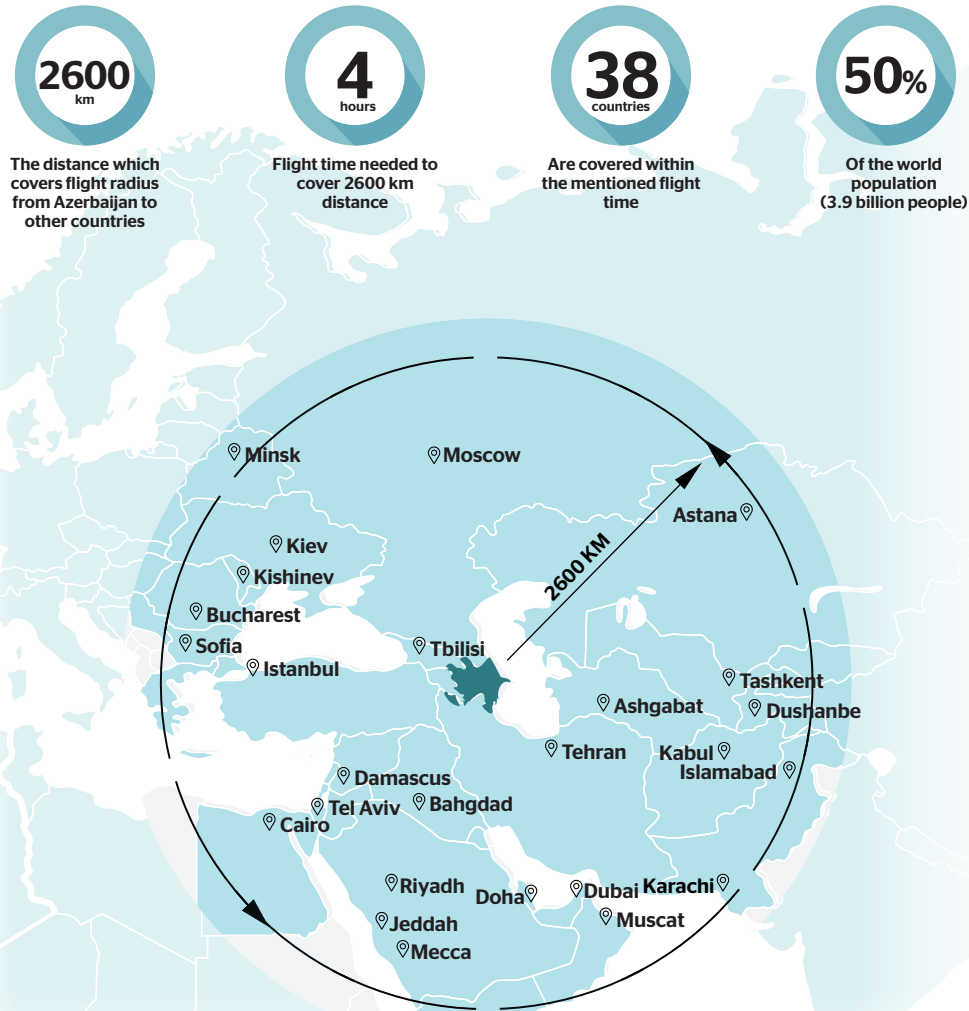 2600
km
The distance which
covers flight radius
from Azerbaijan to
other countries
4
hours
Flight time needed to
cover 2600 km
distance
38
countries
Are covered within
the mentioned flight
time
50%
Of the world
population
(3.9 billion people)
Minsk
Moscow
Astana
2600 KM
Kiev
Kishinev
Bucharest
Sofia
Istanbul
Tbilisi
Tashkent
Ashgabat
Dushanbe
Tehran
Kabul
Islamabad
Damascus
Tel Aviv
Bahgdad
Cairo
Riyadh
Doha
Dubai
Karachi
Jeddah
Muscat
Mecca